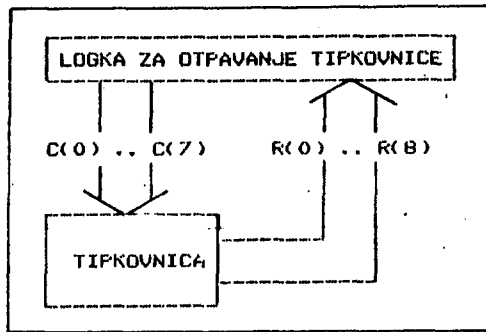 LOGKA ZA OTPAVANJE TIPKOVNICE
C(0) .. C(7) R(0) .. R(8)
TIPKOVNICA